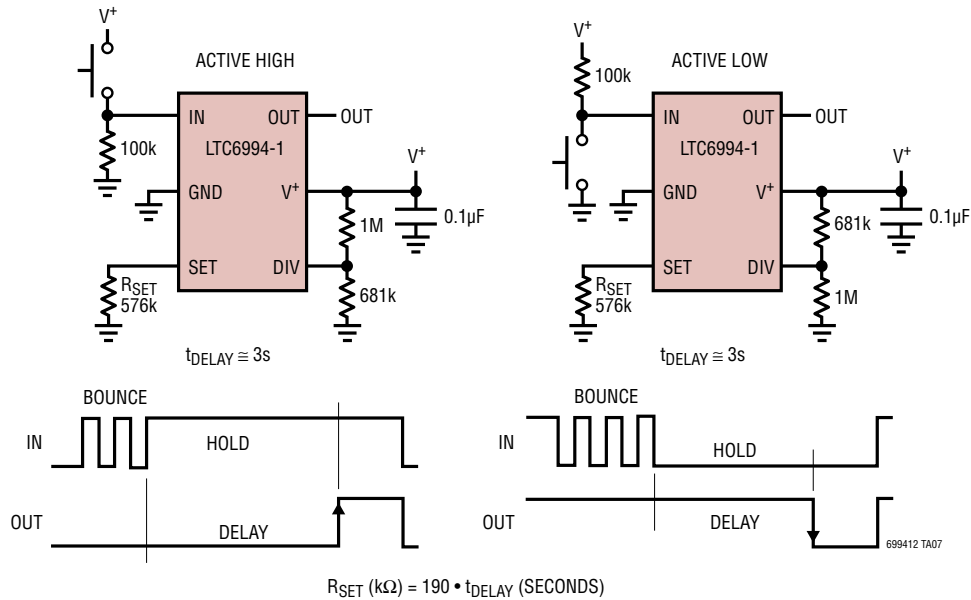 V+
ACTIVE HIGH
IN
OUT
OUT
LTC6994-1
100k
GND
V+
V+
0.1µF
1M
SET
DIV
RSET
576k
681k
tDELAY ≅ 3s
V+
100k
ACTIVE LOW
IN
OUT
OUT
LTC6994-1
GND
V+
V+
0.1µF
681k
SET
DIV
RSET
576k
1M
tDELAY ≅ 3s
BOUNCE
IN
HOLD
OUT
DELAY
BOUNCE
IN
HOLD
OUT
DELAY
699412 TA07
RSET (kΩ) = 190 • tDELAY (SECONDS)